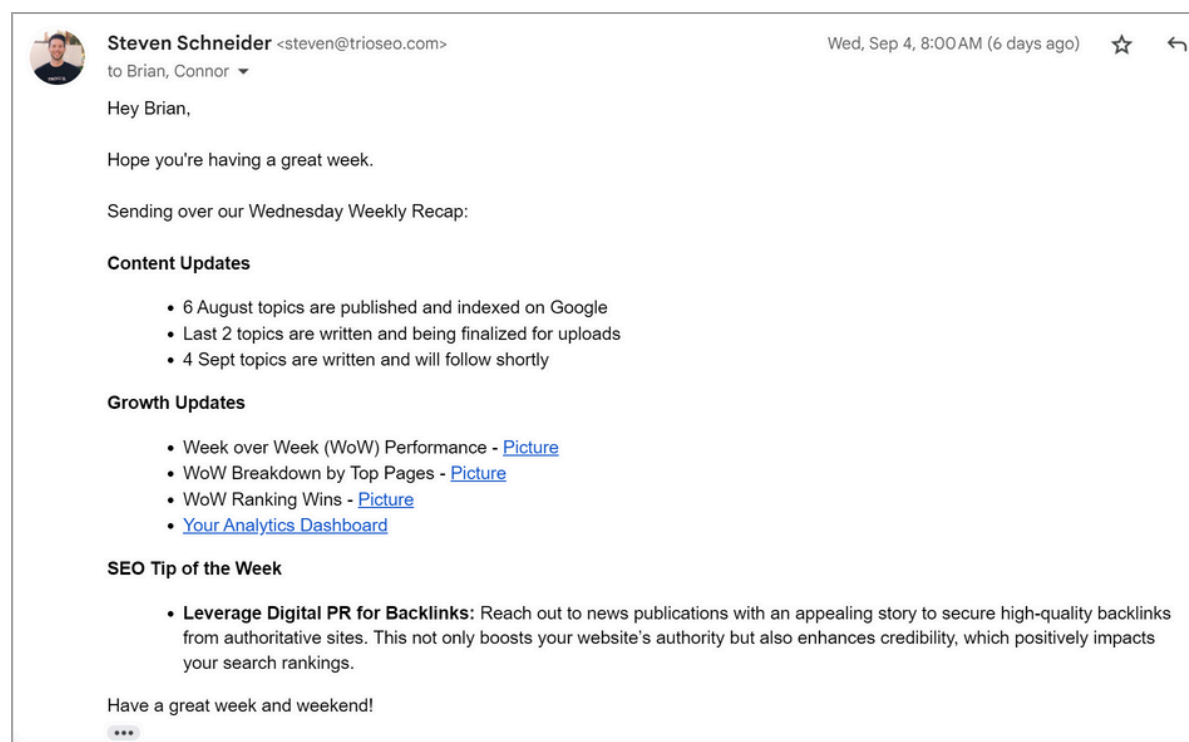 Steven Schneider <steven@trioseo.com>
Wed, Sep 4, 8:00 AM (6 days ago)
to Brian, Connor
Hey Brian,
Hope you're having a great week.
Sending over our Wednesday Weekly Recap:
Content Updates
• 6 August topics are published and indexed on Google
• Last 2 topics are written and being finalized for uploads
• 4 Sept topics are written and will follow shortly
Growth Updates
• Week over Week (WoW) Performance - Picture
• WoW Breakdown by Top Pages - Picture
• WoW Ranking Wins - Picture
• Your Analytics Dashboard
SEO Tip of the Week
• Leverage Digital PR for Backlinks: Reach out to news publications with an appealing story to secure high-quality backlinks
from authoritative sites. This not only boosts your website’s authority but also enhances credibility, which positively impacts
your search rankings.
Have a great week and weekend!